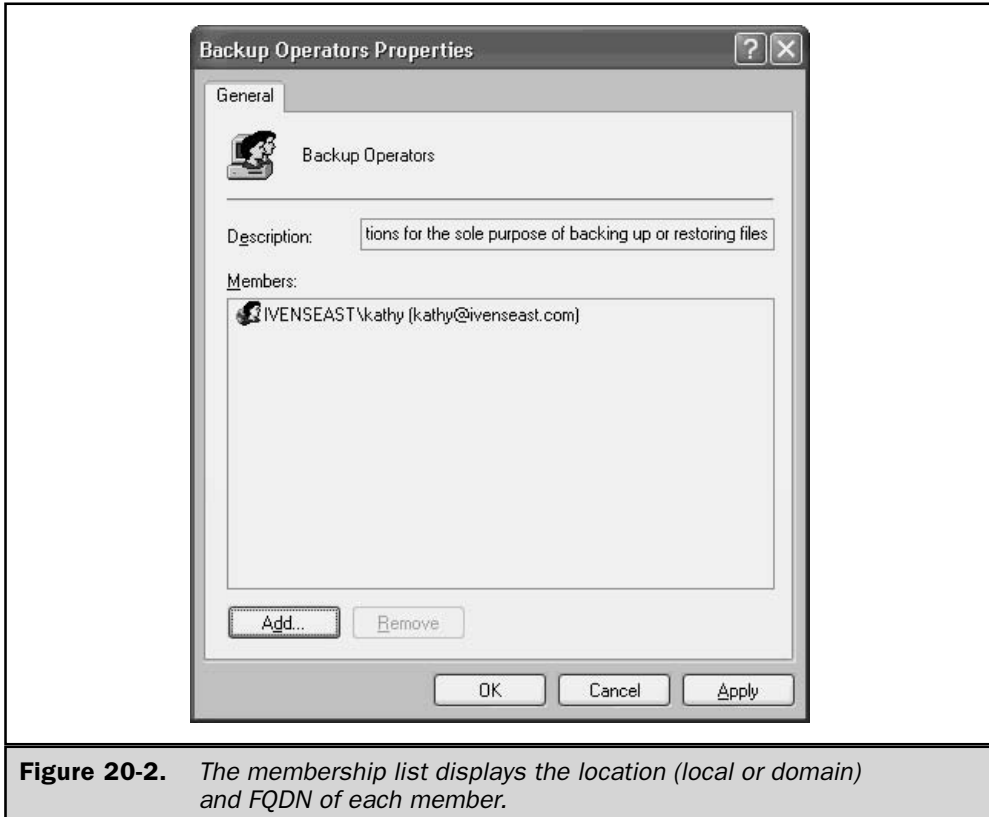 Backup Operators Properties
General
Backup Operators
Description: tions for the sole purpose of backing up or restoring files
Members:
IVENSEAST\kathy (kathy@ivenseast.com)
Add... Remove
OK Cancel Apply
Figure 20-2. The membership list displays the location (local or domain)
and FQDN of each member.